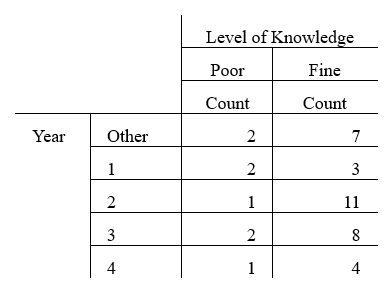 Level of Knowledge
Poor Fine
Count Count
Year Other 2 7
1 2 3
2 1 11
3 2 8
4 1 4